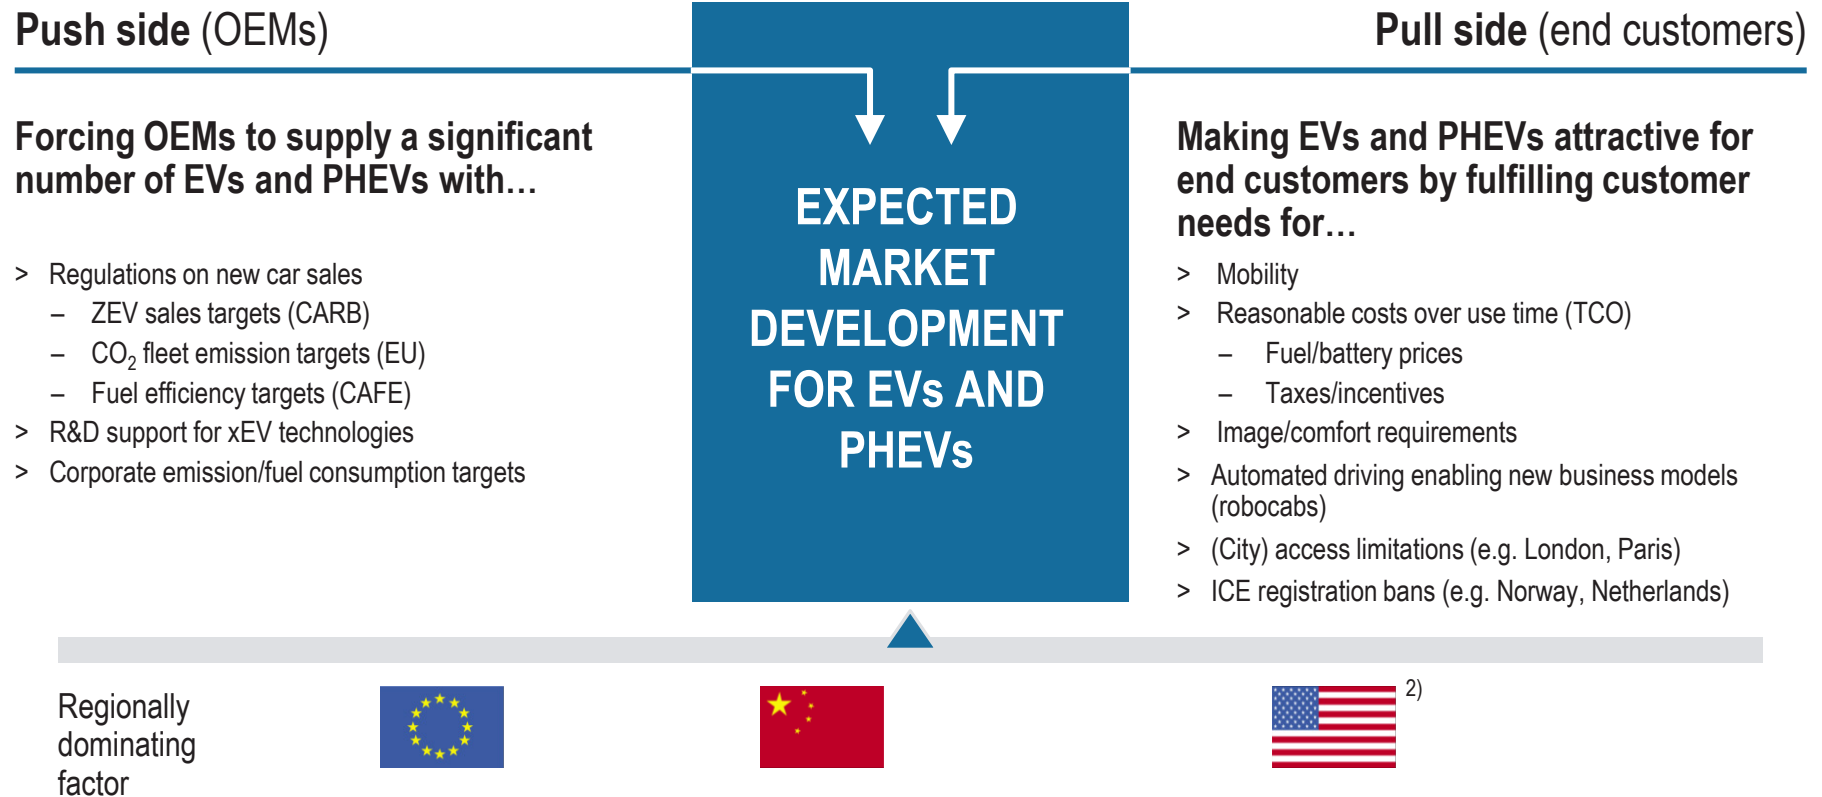 Push side (OEMs)
Forcing OEMs to supply a significant
number of EVs and PHEVs with…
> Regulations on new car sales
– ZEV sales targets (CARB)
– CO₂ fleet emission targets (EU)
– Fuel efficiency targets (CAFE)
> R&D support for xEV technologies
> Corporate emission/fuel consumption targets
EXPECTED
MARKET
DEVELOPMENT
FOR EVs AND
PHEVs
Pull side (end customers)
Making EVs and PHEVs attractive for
end customers by fulfilling customer
needs for…
> Mobility
> Reasonable costs over use time (TCO)
– Fuel/battery prices
– Taxes/incentives
> Image/comfort requirements
> Automated driving enabling new business models
(robocabs)
> (City) access limitations (e.g. London, Paris)
> ICE registration bans (e.g. Norway, Netherlands)
Regionally
dominating
factor
2)